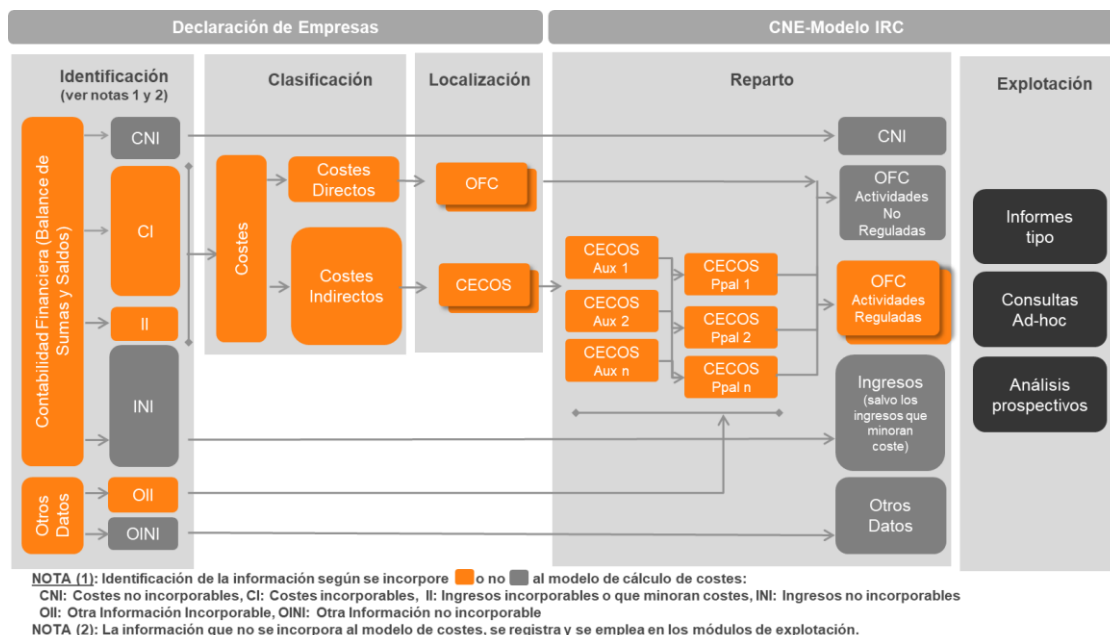 Declaración de Empresas
CNE-Modelo IRC
Identificación
(ver notas 1 y 2)
Clasificación
Localización
Reparto
Explotación
Contabilidad Financiera (Balance de
Sumas y Saldos)
CNI
CI
II
INI
Otros
Datos
OII
OINI
Costes
Costes
Directos
Costes
Indirectos
OFC
CECOS
CECOS
Aux 1
CECOS
Aux 2
CECOS
Aux n
CECOS
Ppal 1
CECOS
Ppal 2
CECOS
Ppal n
CNI
OFC
Actividades
No
Reguladas
OFC
Actividades
Reguladas
Ingresos
(salvo los
ingresos que
minoran
coste)
Otros
Datos
Informes
tipo
Consultas
Ad-hoc
Análisis
prospectivos
NOTA (1): Identificación de la información según se incorpore o no al modelo de cálculo de costes:
CNI: Costes no incorporables, CI: Costes incorporables, II: Ingresos incorporables o que minoran costes, INI: Ingresos no incorporables
OII: Otra Información Incorporable, OINI: Otra Información no incorporable
NOTA (2): La información que no se incorpora al modelo de costes, se registra y se emplea en los módulos de explotación.